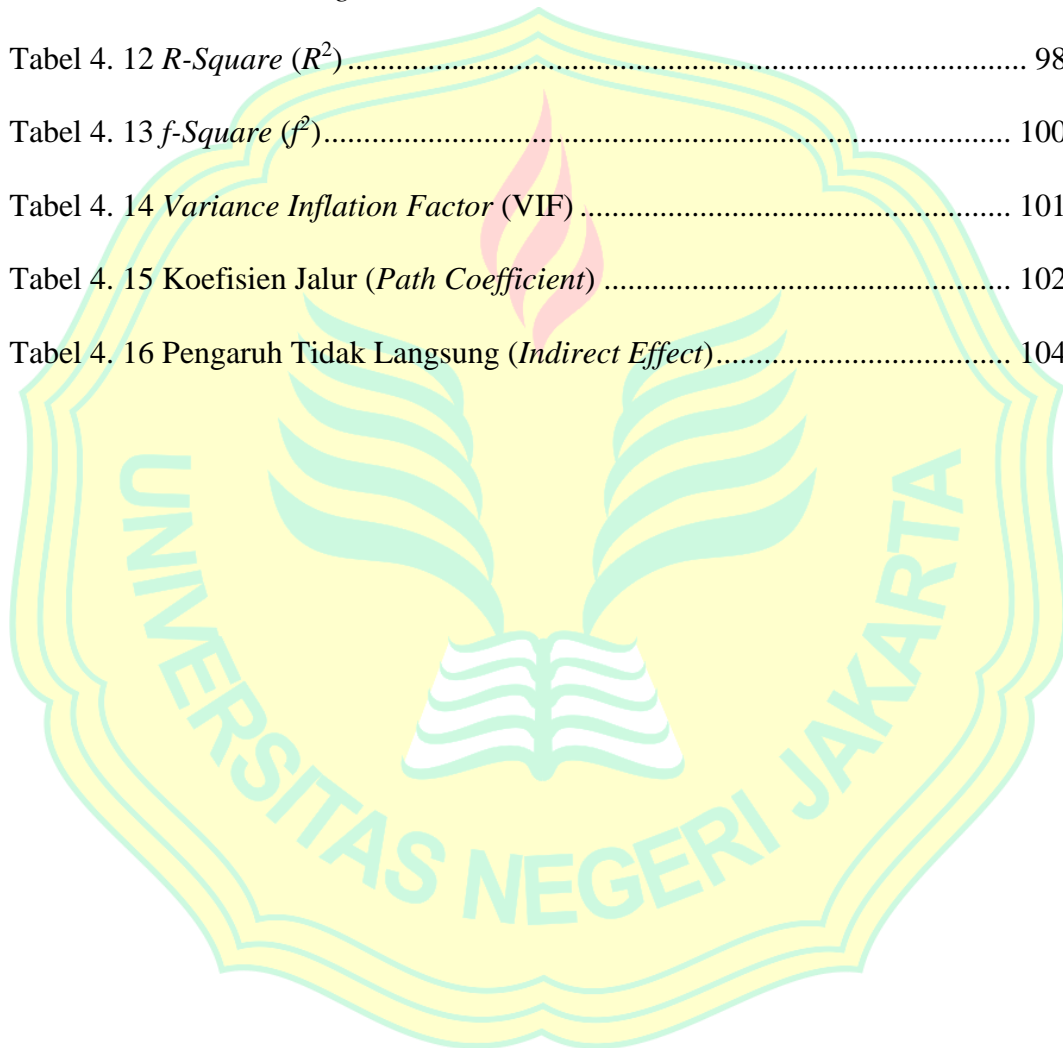 Tabel 4. 12 R-Square (R²) ........................................................................................ 98
Tabel 4. 13 f-Square (f²) ......................................................................................... 100
Tabel 4. 14 Variance Inflation Factor (VIF) ........................................................ 101
Tabel 4. 15 Koefisien Jalur (Path Coefficient) ..................................................... 102
Tabel 4. 16 Pengaruh Tidak Langsung (Indirect Effect) ...................................... 104
UNIVERSITAS NEGERI JAKARTA